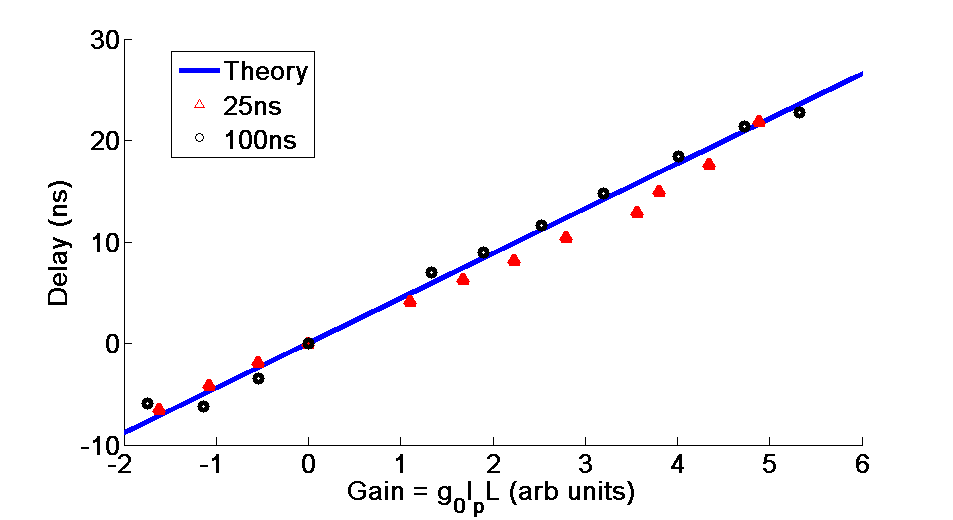 30
20
10
0
-10
Delay (ns)
Theory
25ns
100ns
-2 -1 0 1 2 3 4 5 6
Gain = g₀IₚL (arb units)